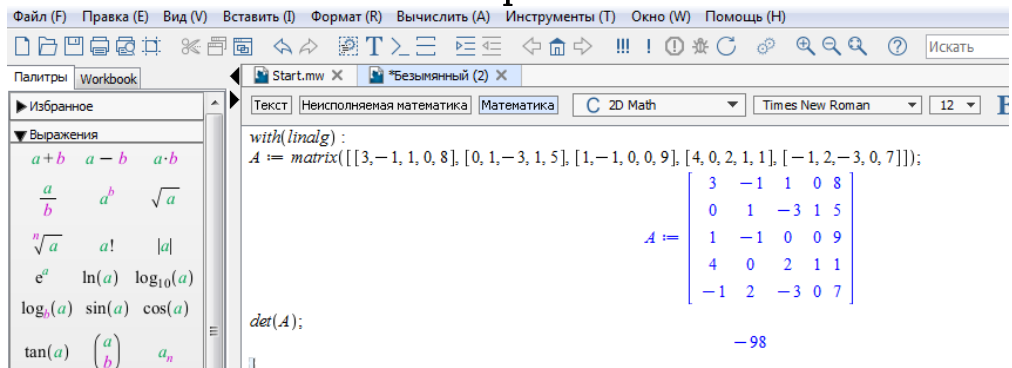 Файл (F) Правка (E) Вид (V) Вставить (I) Формат (R) Вычислить (A) Инструменты (T) Окно (W) Помощь (H)
Искать
Палитры Workbook Start.mw *Безымянный (2)
Избранное
Текст Неисполняемая математика Математика C 2D Math Times New Roman 12 B
Выражения
a + b a − b a·b
a/b a^b √a
ⁿ√a a! |a|
e^a ln(a) log₁₀(a)
log_b(a) sin(a) cos(a)
tan(a) (a b) a_n
with(linalg) :
A := matrix([[3,−1, 1, 0, 8], [0, 1,−3, 1, 5], [1,−1, 0, 0, 9], [4, 0, 2, 1, 1], [−1, 2,−3, 0, 7]]);
3 −1 1 0 8
0 1 −3 1 5
A := 1 −1 0 0 9
4 0 2 1 1
−1 2 −3 0 7
det(A);
−98